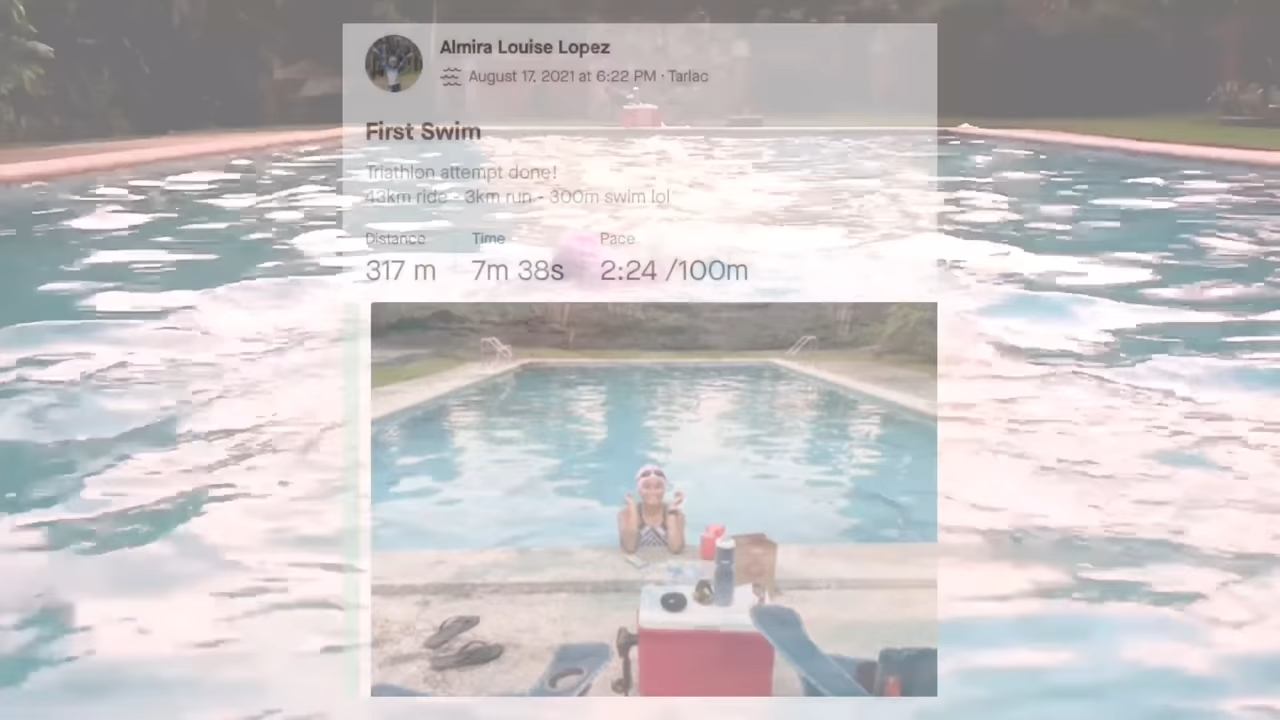 Almira Louise Lopez
August 17, 2021 at 6:22 PM · Tarlac
First Swim
Triathlon attempt done!
43km ride - 3km run - 300m swim lol
Distance Time Pace
317 m 7m 38s 2:24 /100m